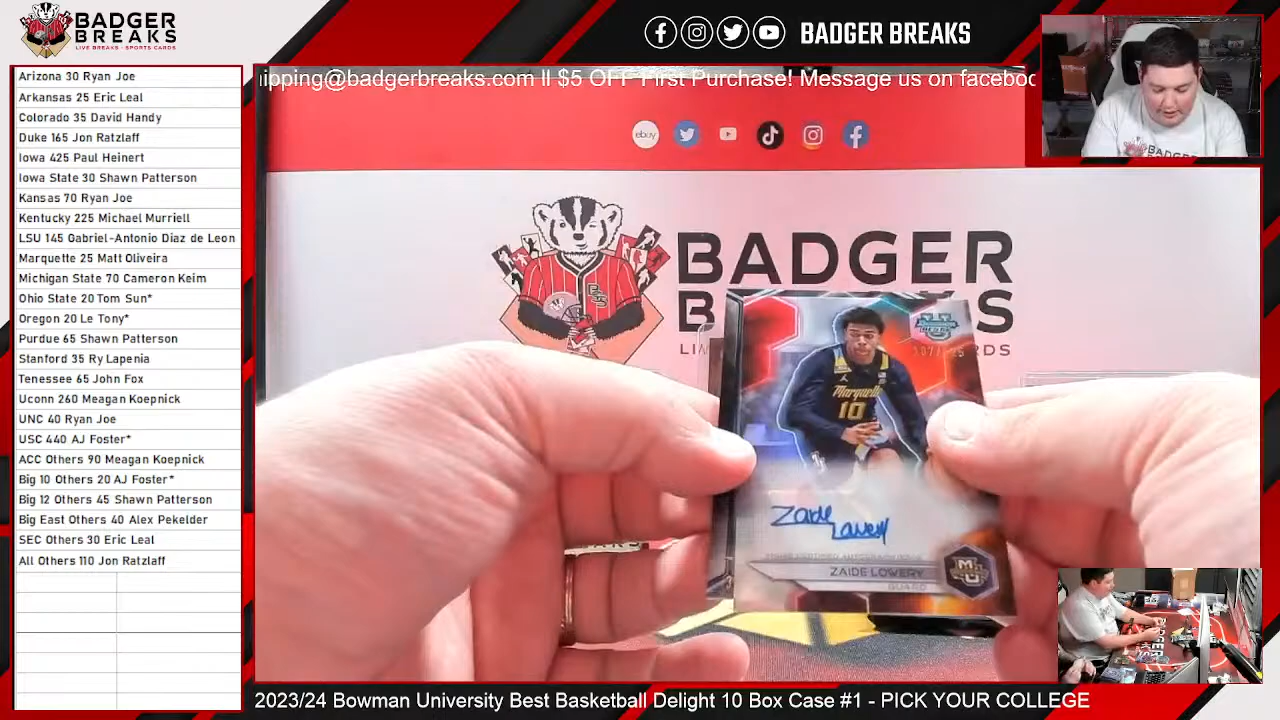 BADGER
BREAKS
LIVE BREAKS - SPORTS CARDS
BADGER BREAKS
ipping@badgerbreaks.com ll $5 OFF First Purchase! Message us on faceboo
Arizona 30 Ryan Joe
Arkansas 25 Eric Leal
Colorado 35 David Handy
Duke 165 Jon Ratzlaff
Iowa 425 Paul Heinert
Iowa State 30 Shawn Patterson
Kansas 70 Ryan Joe
Kentucky 225 Michael Murriell
LSU 145 Gabriel-Antonio Diaz de Leon
Marquette 25 Matt Oliveira
Michigan State 70 Cameron Keim
Ohio State 20 Tom Sun*
Oregon 20 Le Tony*
Purdue 65 Shawn Patterson
Stanford 35 Ry Lapenia
Tenessee 65 John Fox
Uconn 260 Meagan Koepnick
UNC 40 Ryan Joe
USC 440 AJ Foster*
ACC Others 90 Meagan Koepnick
Big 10 Others 20 AJ Foster*
Big 12 Others 45 Shawn Patterson
Big East Others 40 Alex Pekelder
SEC Others 30 Eric Leal
All Others 110 Jon Ratzlaff
ebay
BADGER
B S
LI RDS
Marquette
10
Zaide
Lowery
ZAIDE LOWERY
GUARD
MU
BADGER
2023/24 Bowman University Best Basketball Delight 10 Box Case #1 - PICK YOUR COLLEGE